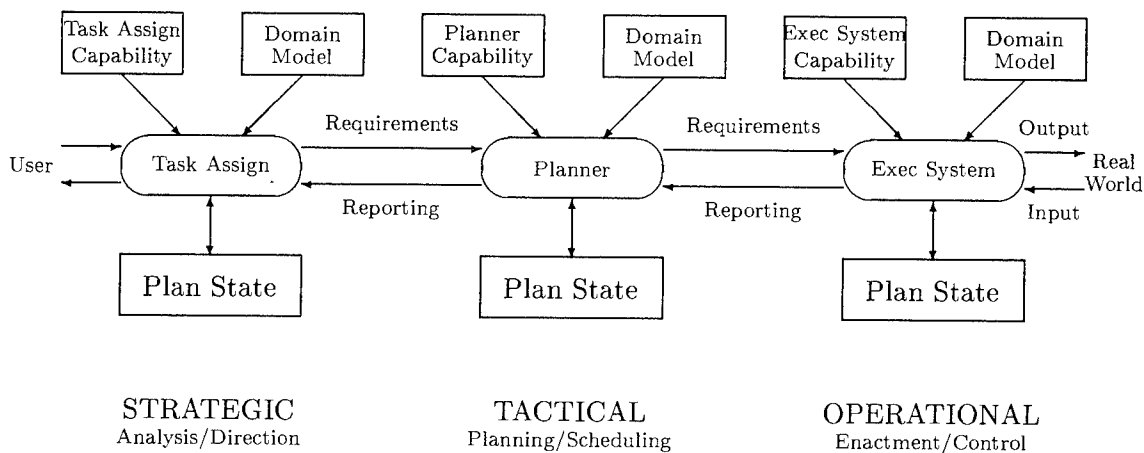 Task Assign
Capability
Domain
Model
Planner
Capability
Domain
Model
Exec System
Capability
Domain
Model
Requirements
Requirements
Output
User
Task Assign
Planner
Exec System
Real
World
Reporting
Reporting
Input
Plan State
Plan State
Plan State
STRATEGIC
Analysis/Direction
TACTICAL
Planning/Scheduling
OPERATIONAL
Enactment/Control